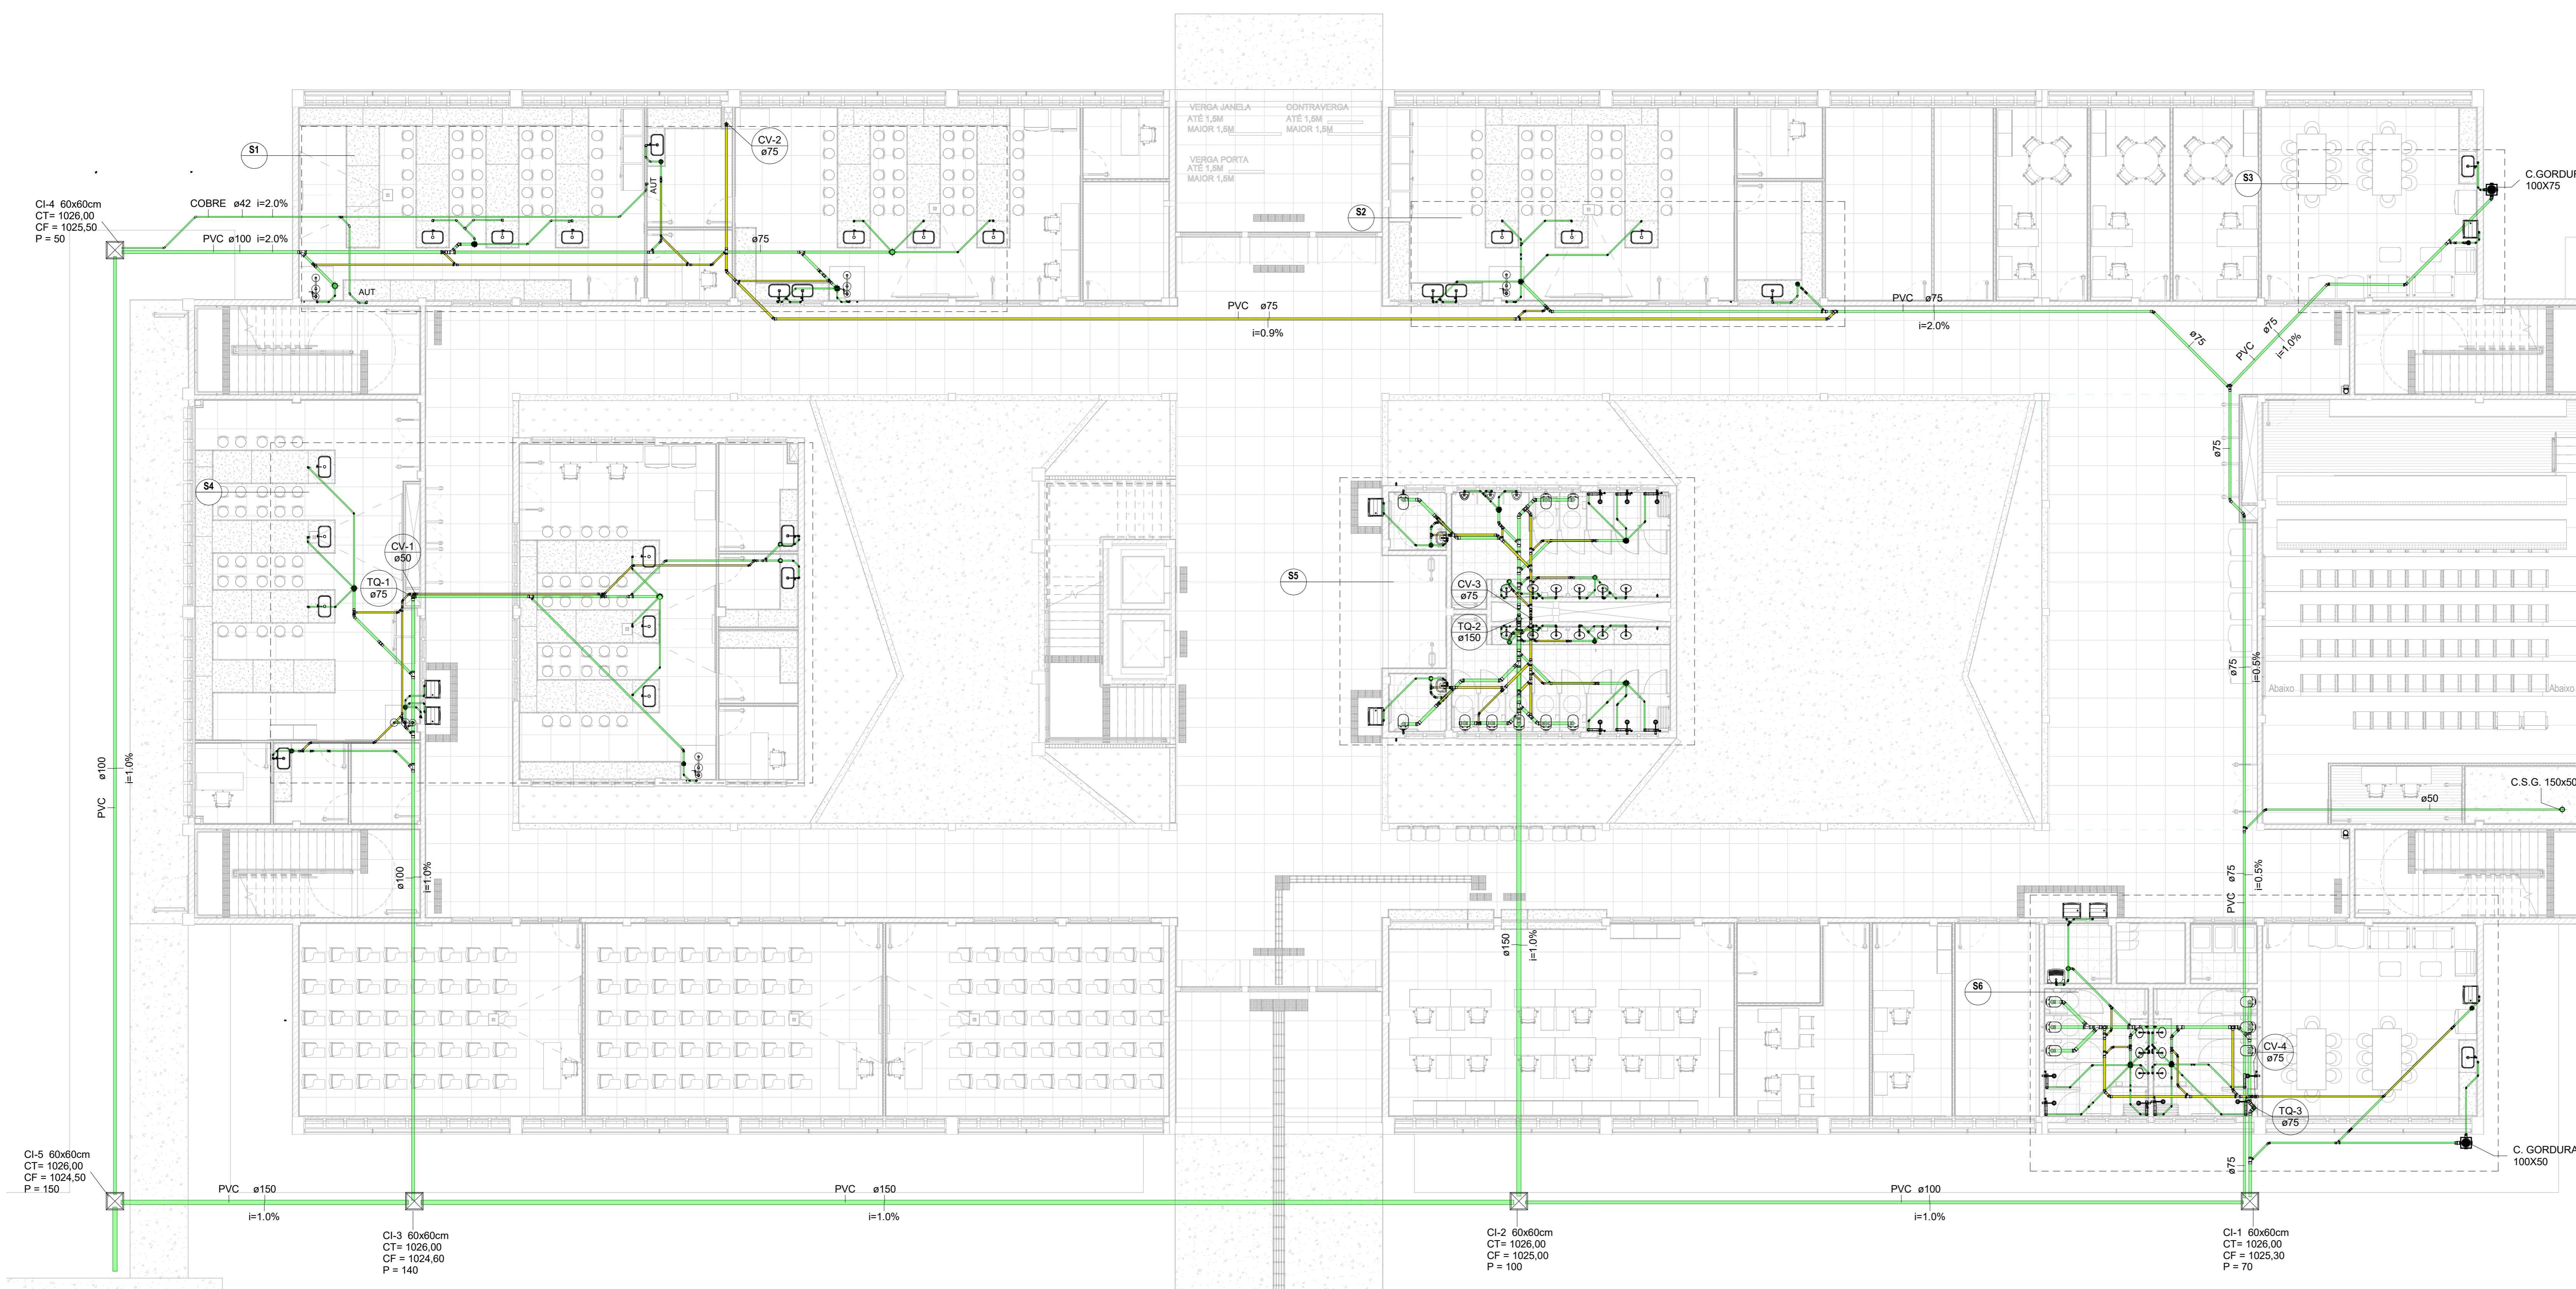 VERGA JANELA
ATÉ 1,5M
MAIOR 1,5M
CONTRAVERGA
ATÉ 1,5M
MAIOR 1,5M
VERGA PORTA
ATÉ 1,5M
MAIOR 1,5M
S1
CV-2
ø75
S2
S3
C.GORDUR
100X75
CI-4 60x60cm
CT= 1026,00
CF = 1025,50
P = 50
COBRE ø42 i=2.0%
PVC ø100 i=2.0%
AUT
AUT
ø75
PVC ø75
i=0.9%
PVC ø75
i=2.0%
ø75
PVC
ø75
i=1.0%
ø75
S4
CV-1
ø50
TQ-1
ø75
S5
CV-3
ø75
TQ-2
ø150
ø75
i=0.5%
Abaixo
Abaixo
ø100
PVC
i=1.0%
C.S.G. 150x50
ø50
ø100
i=1.0%
PVC ø75
i=0.5%
ø150
i=1.0%
S6
CV-4
ø75
TQ-3
ø75
ø75
C. GORDURA
100X50
CI-5 60x60cm
CT= 1026,00
CF = 1024,50
P = 150
PVC ø150
i=1.0%
PVC ø150
i=1.0%
PVC ø100
i=1.0%
CI-3 60x60cm
CT= 1026,00
CF = 1024,60
P = 140
CI-2 60x60cm
CT= 1026,00
CF = 1025,00
P = 100
CI-1 60x60cm
CT= 1026,00
CF = 1025,30
P = 70